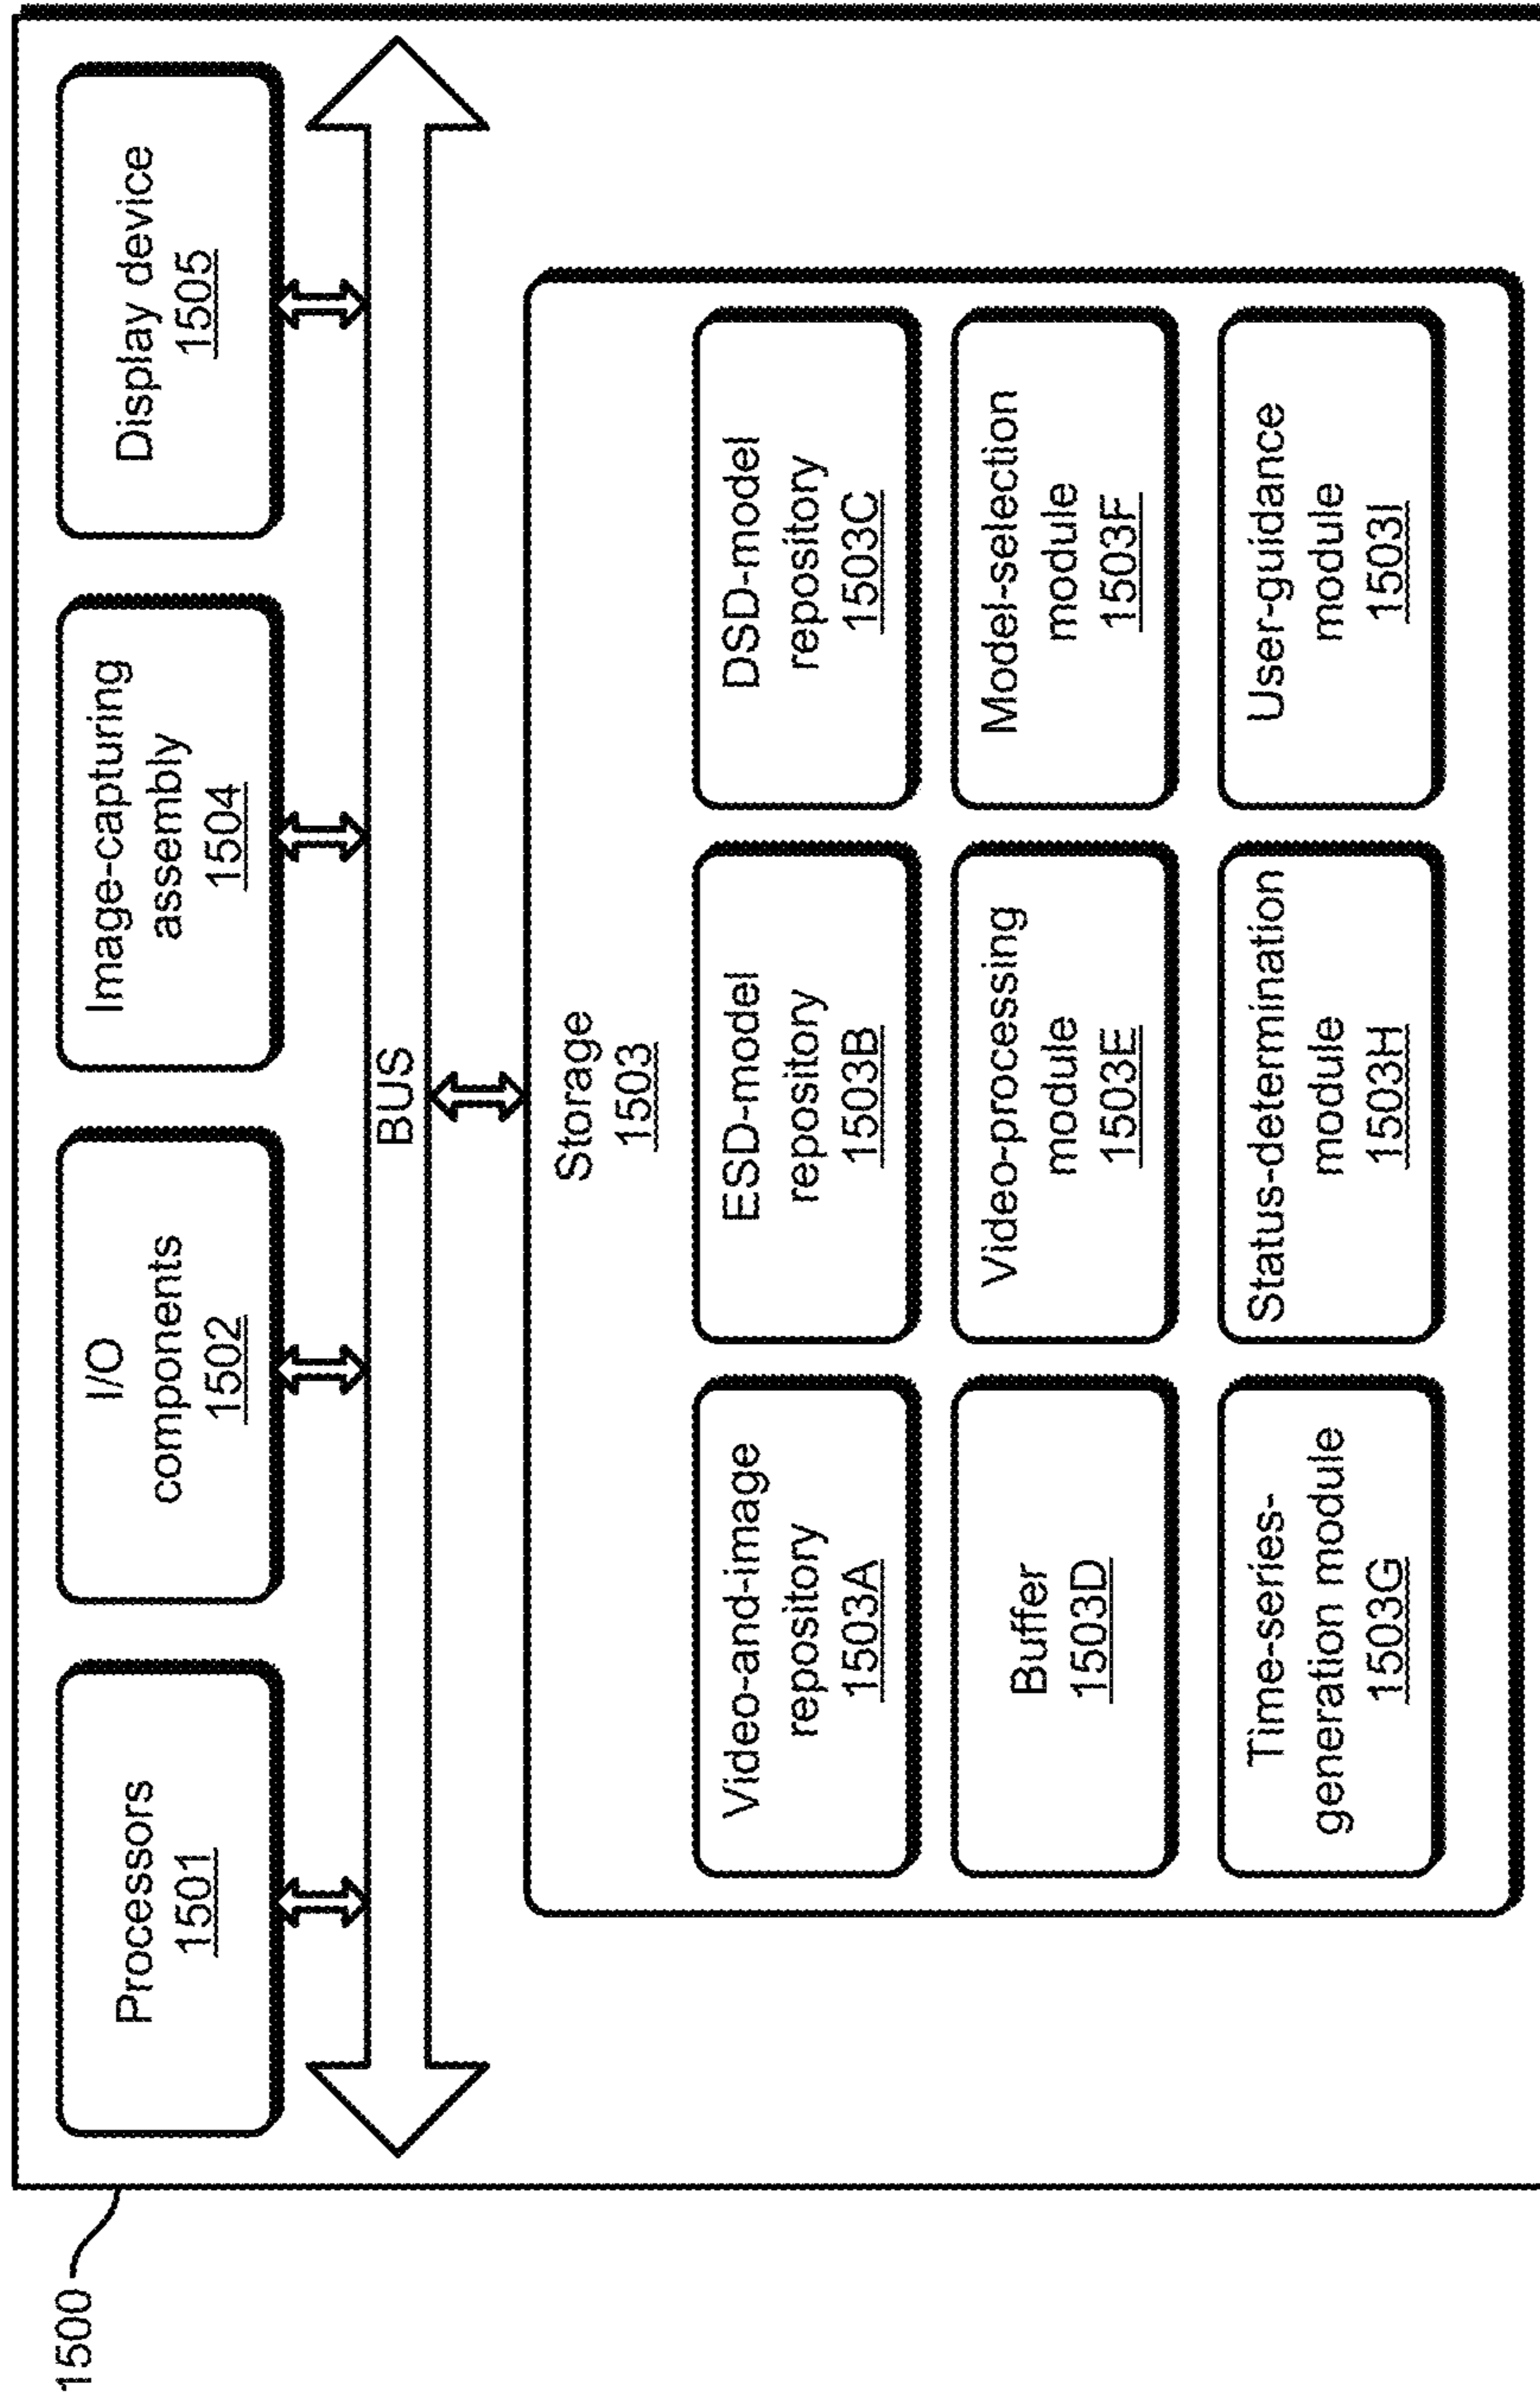 1500
Processors
1501
I/O
components
1502
Image-capturing
assembly
1504
Display device
1505
BUS
Storage
1503
Video-and-image
repository
1503A
ESD-model
repository
1503B
DSD-model
repository
1503C
Buffer
1503D
Video-processing
module
1503E
Model-selection
module
1503F
Time-series-
generation module
1503G
Status-determination
module
1503H
User-guidance
module
1503I